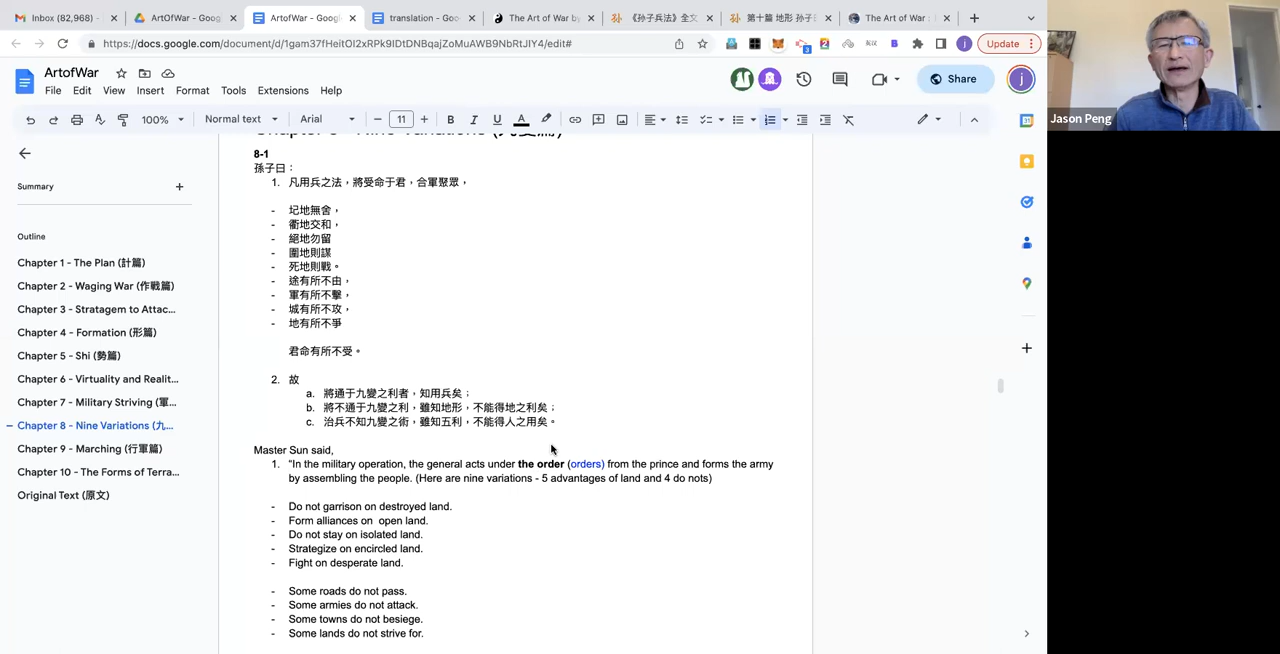 Inbox (82,968)
ArtOfWar - Goog
ArtofWar - Google
translation - Goo
The Art of War by
《孫子兵法》全文
第十篇 地形 孙子
The Art of War :
https://docs.google.com/document/d/1gam37fHeitOI2xRPk9IDtDNBqajZoMuAWB9NbRtJIY4/edit#
Update
ArtofWar
File Edit View Insert Format Tools Extensions Help
Share
100% Normal text Arial 11
Summary
Outline
Chapter 1 - The Plan (計篇)
Chapter 2 - Waging War (作戰篇)
Chapter 3 - Stratagem to Attac...
Chapter 4 - Formation (形篇)
Chapter 5 - Shi (勢篇)
Chapter 6 - Virtuality and Realit...
Chapter 7 - Military Striving (軍...
Chapter 8 - Nine Variations (九...
Chapter 9 - Marching (行軍篇)
Chapter 10 - The Forms of Terra...
Original Text (原文)
8-1
孫子曰：
1. 凡用兵之法，將受命于君，合軍聚眾，
- 圮地無舍，
- 衢地交和，
- 絕地勿留
- 圍地則謀
- 死地則戰。
- 途有所不由，
- 軍有所不擊，
- 城有所不攻，
- 地有所不爭
君命有所不受。
2. 故
a. 將通于九變之利者，知用兵矣；
b. 將不通于九變之利，雖知地形，不能得地之利矣；
c. 治兵不知九變之術，雖知五利，不能得人之用矣。
Master Sun said,
1. "In the military operation, the general acts under the order (orders) from the prince and forms the army
by assembling the people. (Here are nine variations - 5 advantages of land and 4 do nots)
- Do not garrison on destroyed land.
- Form alliances on open land.
- Do not stay on isolated land.
- Strategize on encircled land.
- Fight on desperate land.
- Some roads do not pass.
- Some armies do not attack.
- Some towns do not besiege.
- Some lands do not strive for.
Jason Peng